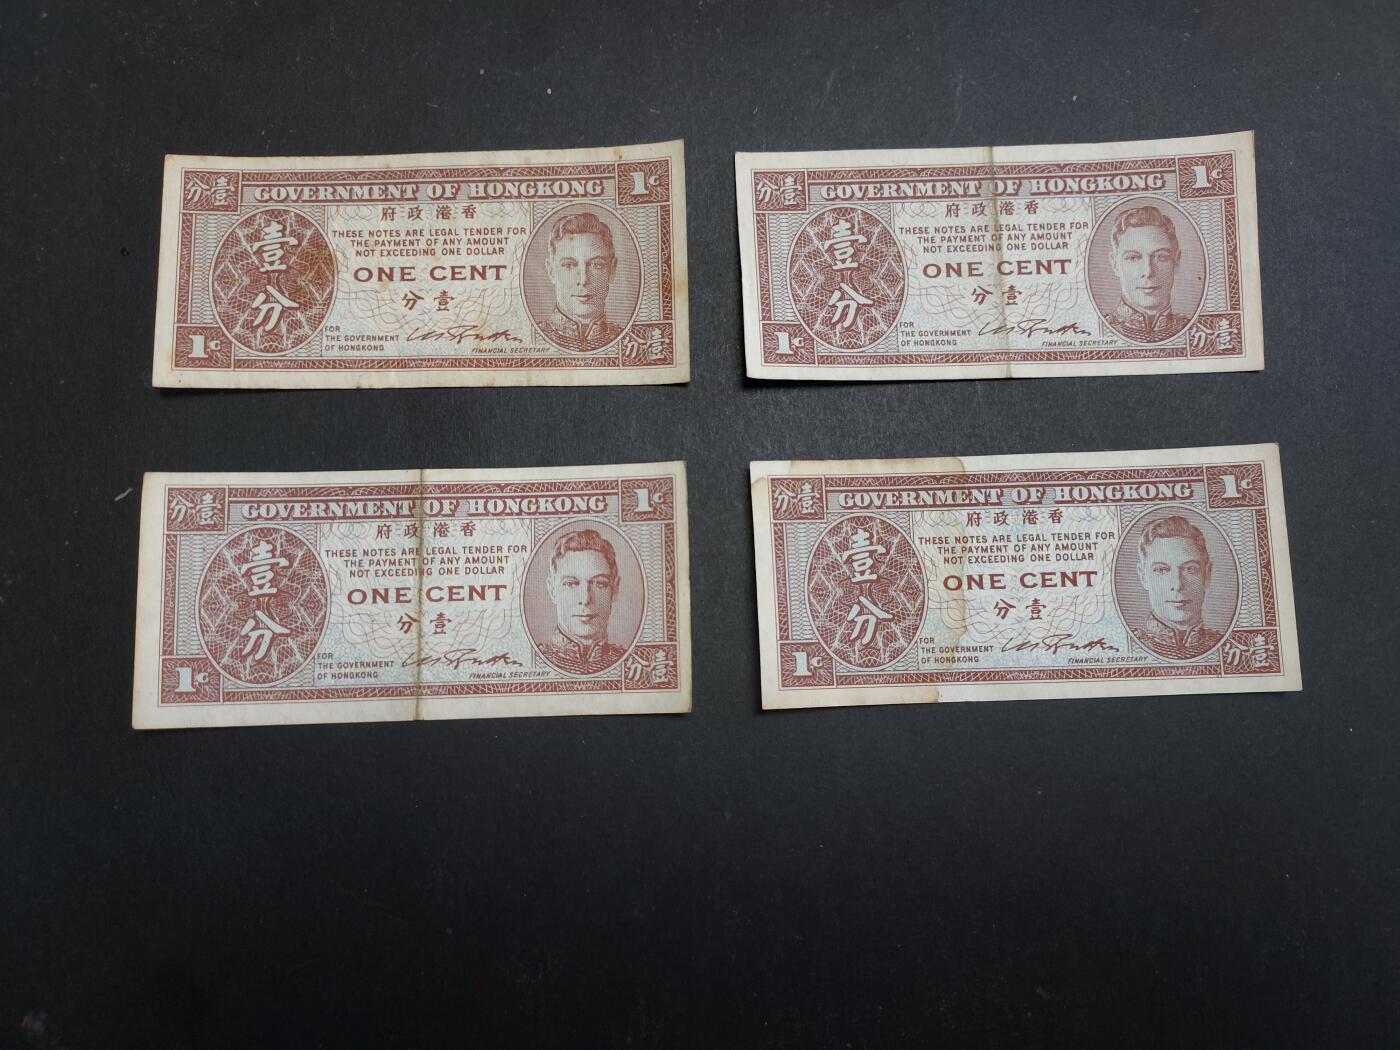 分壹 GOVERNMENT OF HONGKONG 1C
府政港香
THESE NOTES ARE LEGAL TENDER FOR
THE PAYMENT OF ANY AMOUNT
NOT EXCEEDING ONE DOLLAR
壹分
ONE CENT
分壹
FOR
THE GOVERNMENT
OF HONGKONG
FINANCIAL SECRETARY
1C
分壹
分壹 GOVERNMENT OF HONGKONG 1C
府政港香
THESE NOTES ARE LEGAL TENDER FOR
THE PAYMENT OF ANY AMOUNT
NOT EXCEEDING ONE DOLLAR
壹分
ONE CENT
分壹
FOR
THE GOVERNMENT
OF HONGKONG
FINANCIAL SECRETARY
1C
分壹
分壹 GOVERNMENT OF HONGKONG 1C
府政港香
THESE NOTES ARE LEGAL TENDER FOR
THE PAYMENT OF ANY AMOUNT
NOT EXCEEDING ONE DOLLAR
壹分
ONE CENT
分壹
FOR
THE GOVERNMENT
OF HONGKONG
FINANCIAL SECRETARY
1C
分壹
分壹 GOVERNMENT OF HONGKONG 1C
府政港香
THESE NOTES ARE LEGAL TENDER FOR
THE PAYMENT OF ANY AMOUNT
NOT EXCEEDING ONE DOLLAR
壹分
ONE CENT
分壹
FOR
THE GOVERNMENT
OF HONGKONG
FINANCIAL SECRETARY
1C
分壹